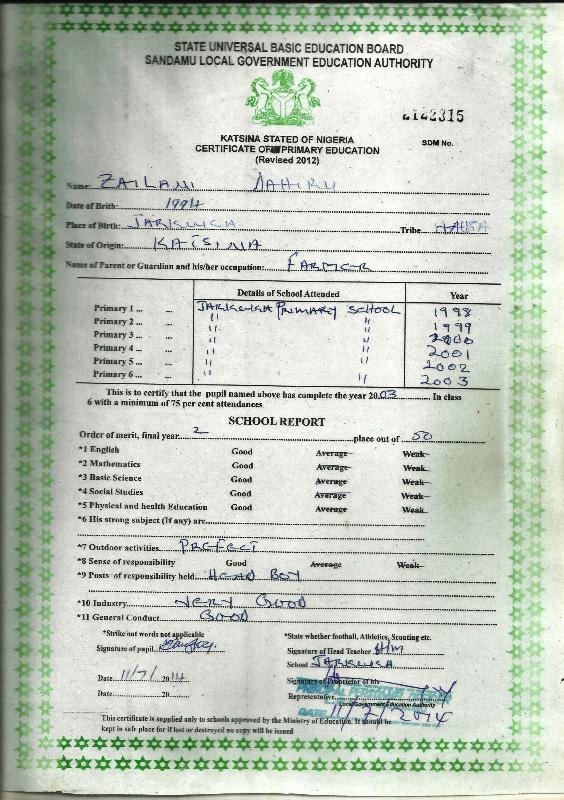 STATE UNIVERSAL BASIC EDUCATION BOARD
SANDAMU LOCAL GOVERNMENT EDUCATION AUTHORITY
2122315
KATSINA STATED OF NIGERIA
CERTIFICATE OF PRIMARY EDUCATION
SDM No.
(Revised 2012)
Name: ZAILANI DAHIRU
Date of Birth: 1994
Place of Birth: JARKUKA Tribe HAUSA
State of Origin: KATSINA
Name of Parent or Guardian and his/her occupation: FARMER
Details of School Attended Year
Primary 1 ... ... JARKUKA PRIMARY SCHOOL 1998
Primary 2 ... ... " " 1999
Primary 3 ... ... " " 2000
Primary 4 ... ... " " 2001
Primary 5 ... ... " " 2002
Primary 6 ... ... " " 2003
This is to certify that the pupil named above has complete the year 2003 In class
6 with a minimum of 75 per cent attendances
SCHOOL REPORT
Order of merit, final year 2 place out of 50
*1 English Good Average Weak
*2 Mathematics Good Average Weak
*3 Basic Science Good Average Weak
*4 Social Studies Good Average Weak
*5 Physical and health Education Good Average Weak
*6 His strong subject (If any) are
*7 Outdoor activities. PREFECT
*8 Sense of responsibility Good Average Weak
*9 Posts of responsibility held HEAD BOY
*10 Industry VERY GOOD
*11 General Conduct GOOD
*Strike out words not applicable *State whether football, Athletics, Scouting etc.
Signature of pupil Signature of Head Teacher
School JARKUKA
Date 11/7/ 2014 Signature of Proprietor of his
Date 20 Representative
Local Government Education Authority
DATE 11/7/2014
This certificate is supplied only to schools approved by the Ministry of Education. It should be
kept in safe place for if lost or destroyed no copy will be issued